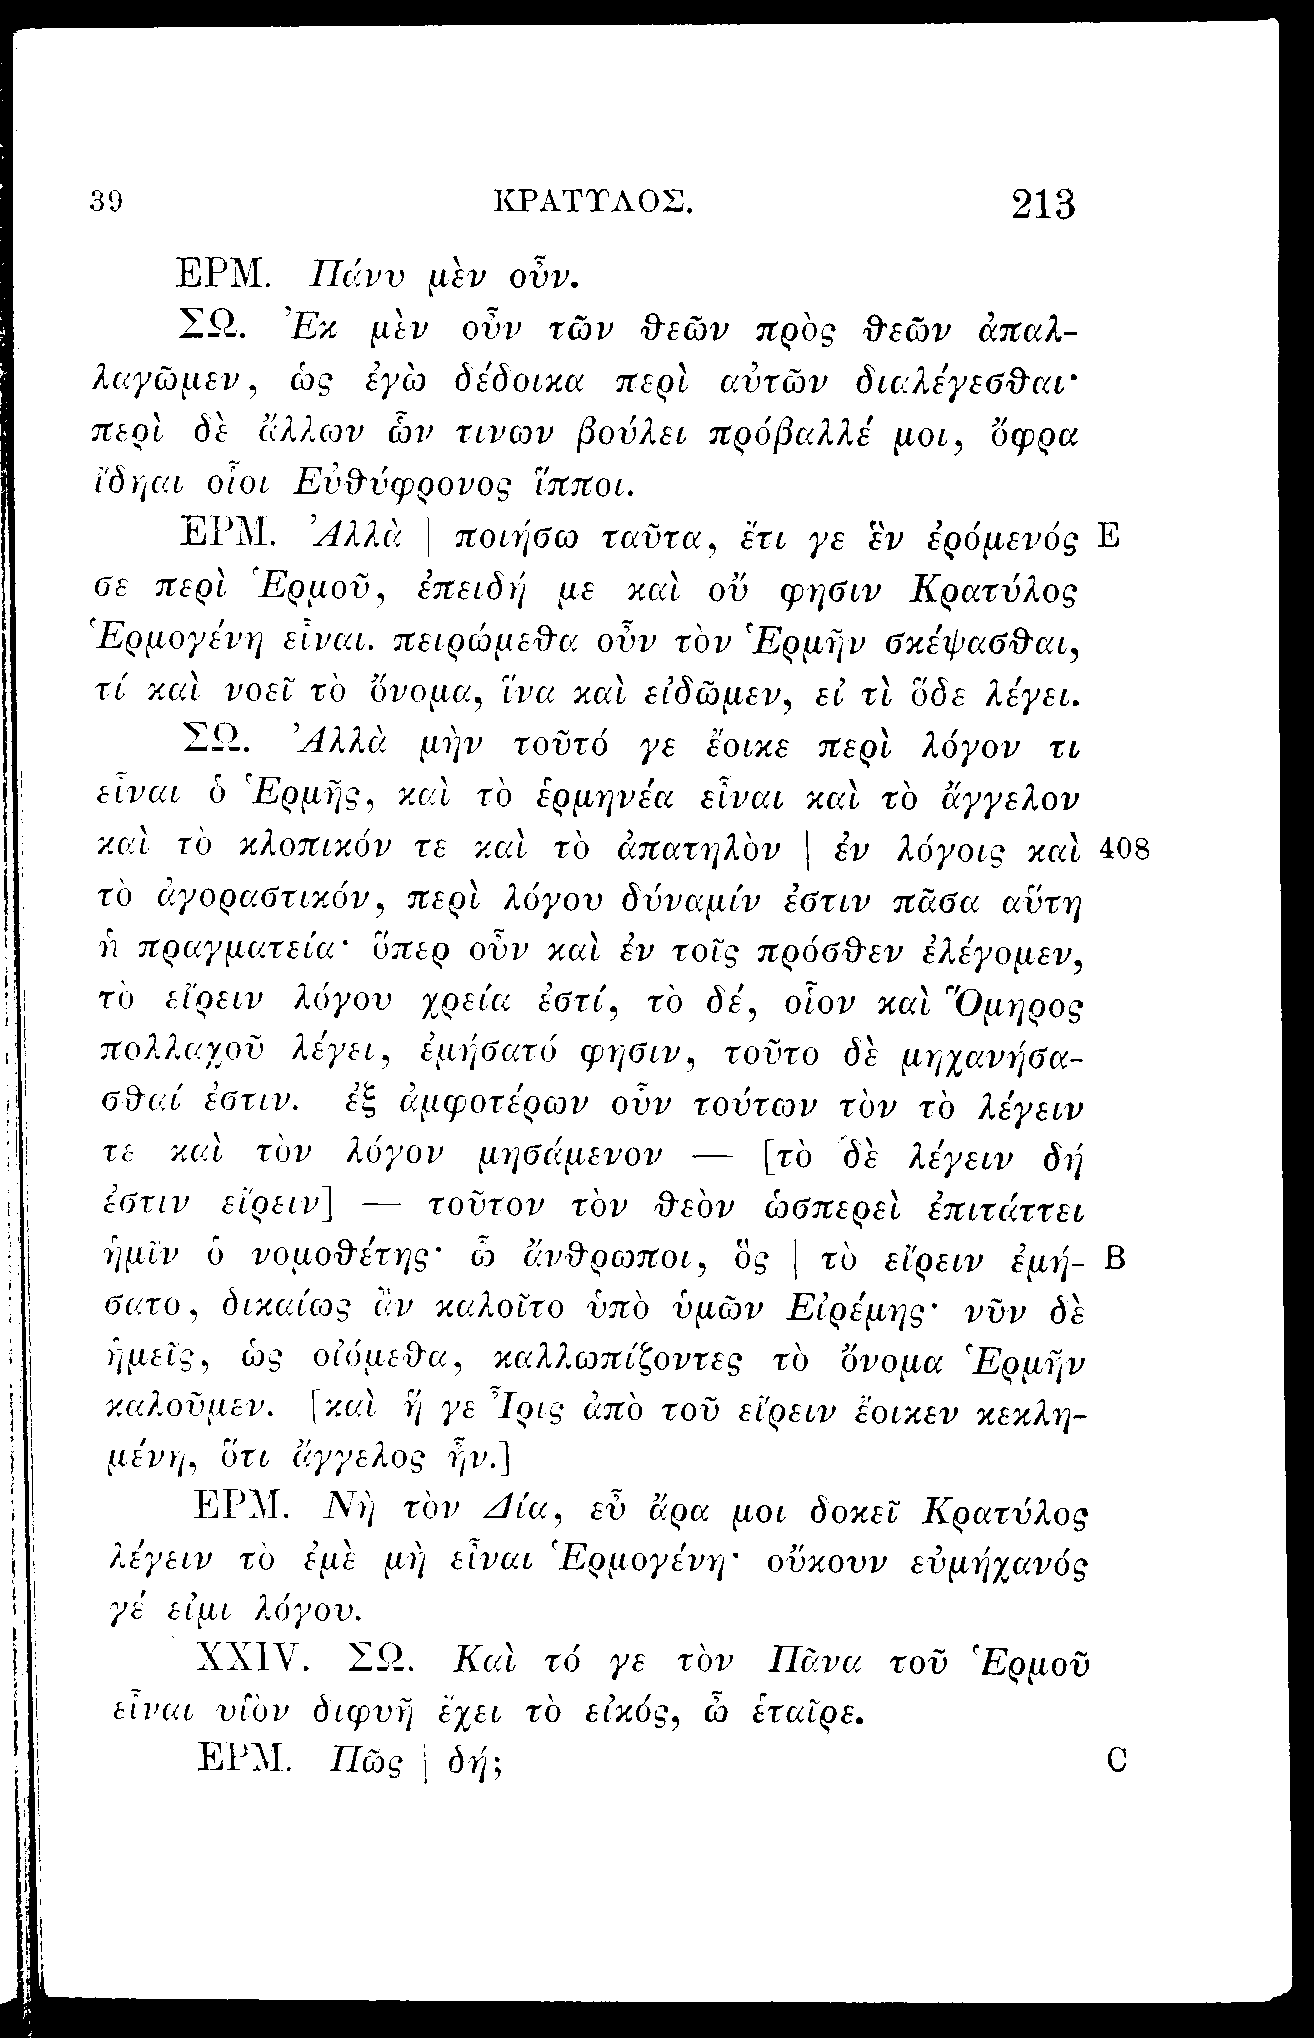 39 ΚΡΑΤΥΛΟΣ. 213
ΕΡΜ. Πάνυ μὲν οὖν.
ΣΩ. Ἐκ μὲν οὖν τῶν θεῶν πρὸς θεῶν ἀπαλ-
λαγῶμεν, ὡς ἐγὼ δέδοικα περὶ αὐτῶν διαλέγεσθαι·
περὶ δὲ ἄλλων ὧν τινων βούλει πρόβαλλέ μοι, ὄφρα
ἴδηαι οἷοι Εὐθύφρονος ἵπποι.
ΕΡΜ. Ἀλλὰ | ποιήσω ταῦτα, ἔτι γε ἓν ἐρόμενός Ε
σε περὶ Ἑρμοῦ, ἐπειδή με καὶ οὔ φησιν Κρατύλος
Ἑρμογένη εἶναι. πειρώμεθα οὖν τὸν Ἑρμῆν σκέψασθαι,
τί καὶ νοεῖ τὸ ὄνομα, ἵνα καὶ εἰδῶμεν, εἰ τὶ ὅδε λέγει.
ΣΩ. Ἀλλὰ μὴν τοῦτό γε ἔοικε περὶ λόγον τι
εἶναι ὁ Ἑρμῆς, καὶ τὸ ἑρμηνέα εἶναι καὶ τὸ ἄγγελον
καὶ τὸ κλοπικόν τε καὶ τὸ ἀπατηλὸν | ἐν λόγοις καὶ 408
τὸ ἀγοραστικόν, περὶ λόγου δύναμίν ἐστιν πᾶσα αὕτη
ἡ πραγματεία· ὅπερ οὖν καὶ ἐν τοῖς πρόσθεν ἐλέγομεν,
τὸ εἴρειν λόγου χρεία ἐστί, τὸ δέ, οἷον καὶ Ὅμηρος
πολλαχοῦ λέγει, ἐμήσατό φησιν, τοῦτο δὲ μηχανήσα-
σθαί ἐστιν. ἐξ ἀμφοτέρων οὖν τούτων τὸν τὸ λέγειν
τε καὶ τὸν λόγον μησάμενον — [τὸ δὲ λέγειν δή
ἐστιν εἴρειν] — τοῦτον τὸν θεὸν ὡσπερεὶ ἐπιτάττει
ἡμῖν ὁ νομοθέτης· ὦ ἄνθρωποι, ὃς | τὸ εἴρειν ἐμή- Β
σατο, δικαίως ἂν καλοῖτο ὑπὸ ὑμῶν Εἰρέμης· νῦν δὲ
ἡμεῖς, ὡς οἰόμεθα, καλλωπίζοντες τὸ ὄνομα Ἑρμῆν
καλοῦμεν. [καὶ ἥ γε Ἶρις ἀπὸ τοῦ εἴρειν ἔοικεν κεκλη-
μένη, ὅτι ἄγγελος ἦν.]
ΕΡΜ. Νὴ τὸν Δία, εὖ ἄρα μοι δοκεῖ Κρατύλος
λέγειν τὸ ἐμὲ μὴ εἶναι Ἑρμογένη· οὔκουν εὐμήχανός
γέ εἰμι λόγου.
XXIV. ΣΩ. Καὶ τό γε τὸν Πᾶνα τοῦ Ἑρμοῦ
εἶναι υἱὸν διφυῆ ἔχει τὸ εἰκός, ὦ ἑταῖρε.
ΕΡΜ. Πῶς | δή; C